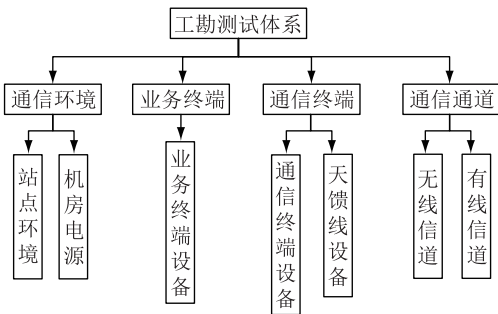 工勘测试体系
通信环境
业务终端
通信终端
通信通道
站点环境
机房电源
业务终端设备
通信终端设备
天馈线设备
无线信道
有线信道